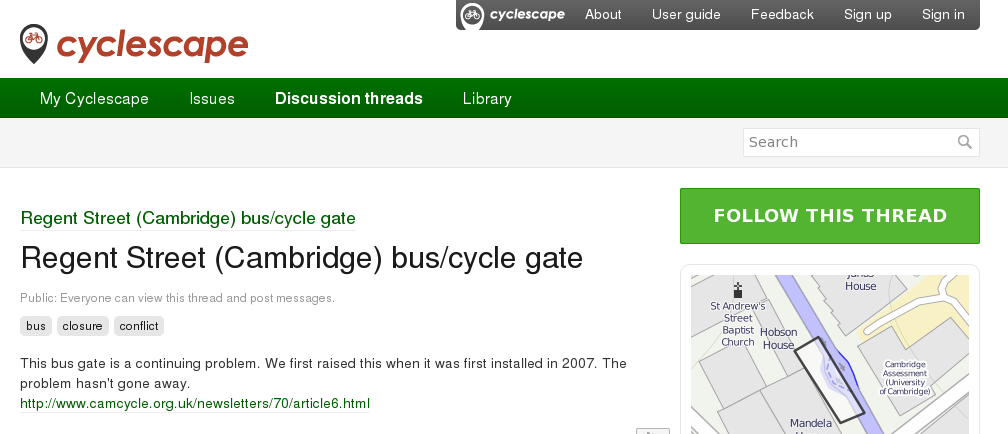 cyclescape About User guide Feedback Sign up Sign in
cyclescape
My Cyclescape Issues Discussion threads Library
Search
Regent Street (Cambridge) bus/cycle gate
Regent Street (Cambridge) bus/cycle gate
Public: Everyone can view this thread and post messages.
bus closure conflict
This bus gate is a continuing problem. We first raised this when it was first installed in 2007. The
problem hasn't gone away.
http://www.camcycle.org.uk/newsletters/70/article6.html
FOLLOW THIS THREAD
House
St Andrew's
Street
Baptist
Church
Hobson
House
Cambridge
Assessment
(University
of Cambridge)
Mandela